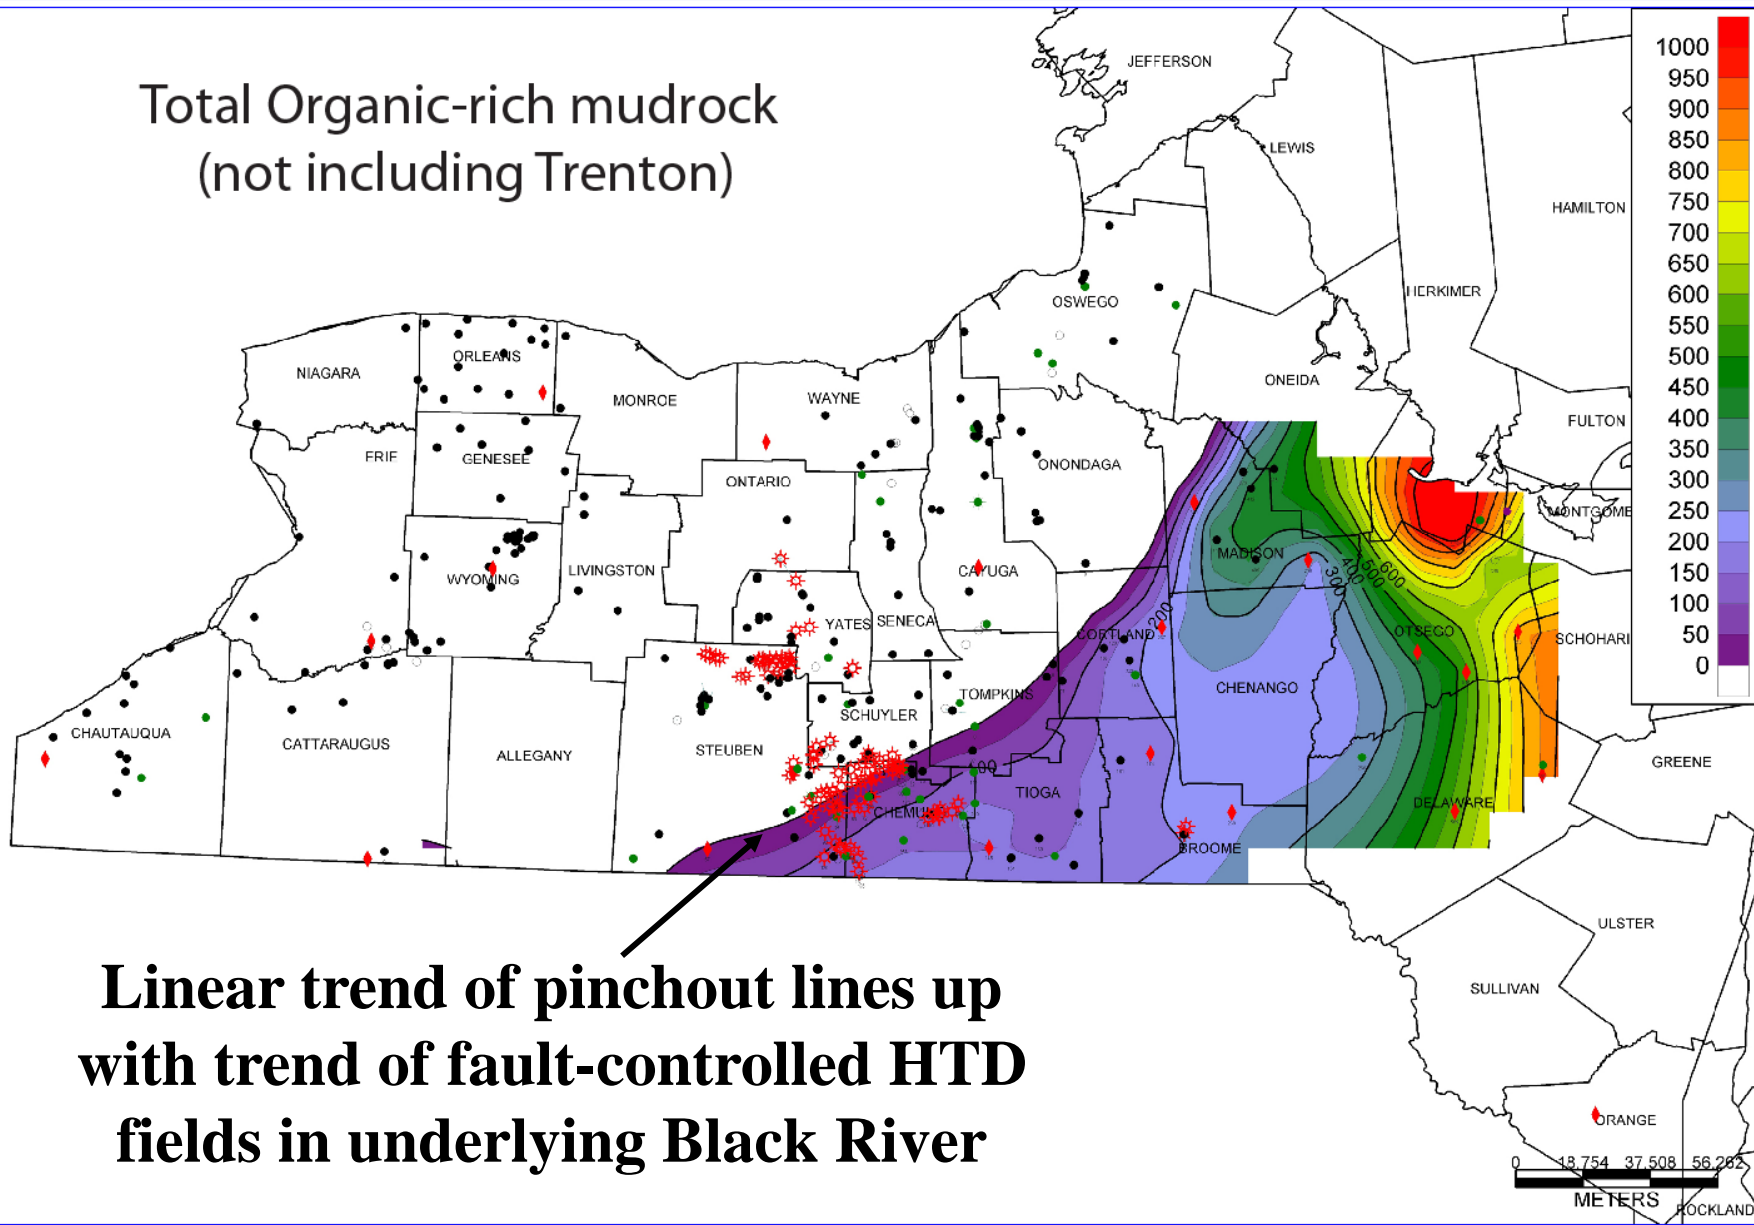 Total Organic-rich mudrock
(not including Trenton)
JEFFERSON
LEWIS
HAMILTON
HERKIMER
OSWEGO
ONEIDA
FULTON
NIAGARA
ORLEANS
MONROE
WAYNE
FRIF
GENESEE
ONTARIO
ONONDAGA
MONTGOME
WYOMING
LIVINGSTON
CAYUGA
MADISON
YATES
SENECA
CORTLAND
OTSEGO
SCHOHARI
CHAUTAUQUA
CATTARAUGUS
ALLEGANY
STEUBEN
SCHUYLER
TOMPKINS
CHENANGO
GREENE
TIOGA
DELAWARE
BROOME
ULSTER
SULLIVAN
ORANGE
ROCKLAND
200
300
400
500
600
1000
950
900
850
800
750
700
650
600
550
500
450
400
350
300
250
200
150
100
50
0
Linear trend of pinchout lines up
with trend of fault-controlled HTD
fields in underlying Black River
0 18,754 37,508 56,262
METERS